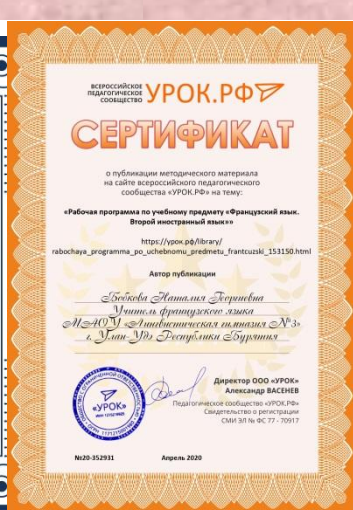 ВСЕРОССИЙСКОЕ
ПЕДАГОГИЧЕСКОЕ
СООБЩЕСТВО
УРОК.РФ
СЕРТИФИКАТ
о публикации методического материала
на сайте всероссийского педагогического
сообщества «УРОК.РФ» на тему:
«Рабочая программа по учебному предмету «Французский язык.
Второй иностранный язык»»
https://урок.рф/library/
rabochaya_programma_po_uchebnomu_predmetu_frantcuzski_153150.html
Автор публикации
Бобкова Наталия Георгиевна
Учитель французского языка
МАОУ «Лингвистическая гимназия №3»
г. Улан-Удэ Республики Бурятия
Директор ООО «УРОК»
Александр ВАСЕНЕВ
Педагогическое сообщество «УРОК.РФ»
Свидетельство о регистрации
СМИ ЭЛ № ФС 77 - 70917
«УРОК»
№20-352931
Апрель 2020